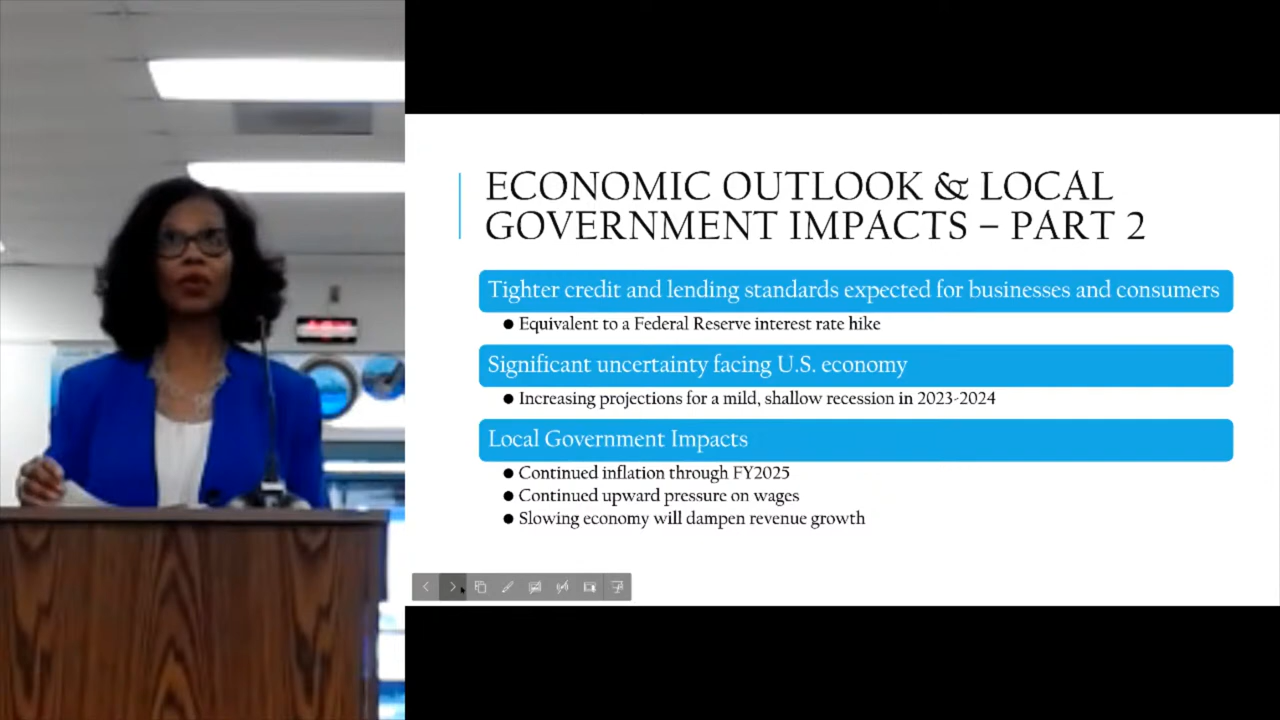 ECONOMIC OUTLOOK & LOCAL
GOVERNMENT IMPACTS – PART 2
Tighter credit and lending standards expected for businesses and consumers
● Equivalent to a Federal Reserve interest rate hike
Significant uncertainty facing U.S. economy
● Increasing projections for a mild, shallow recession in 2023-2024
Local Government Impacts
● Continued inflation through FY2025
● Continued upward pressure on wages
● Slowing economy will dampen revenue growth